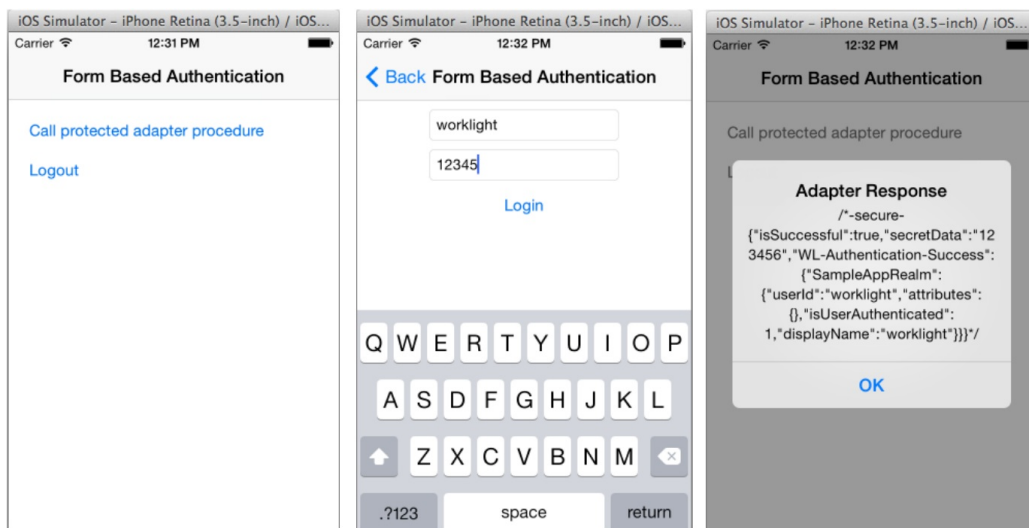 iOS Simulator – iPhone Retina (3.5–inch) / iOS...
Carrier 12:31 PM
Form Based Authentication
Call protected adapter procedure
Logout
iOS Simulator – iPhone Retina (3.5–inch) / iOS...
Carrier 12:32 PM
Back Form Based Authentication
worklight
12345
Login
Q W E R T Y U I O P
A S D F G H J K L
Z X C V B N M
.?123 space return
iOS Simulator – iPhone Retina (3.5–inch) / iOS...
Carrier 12:32 PM
Form Based Authentication
Call protected adapter procedure
L
Adapter Response
/*-secure-
{"isSuccessful":true,"secretData":"12
3456","WL-Authentication-Success":
{"SampleAppRealm":
{"userId":"worklight","attributes":
{},"isUserAuthenticated":
1,"displayName":"worklight"}}}*/
OK